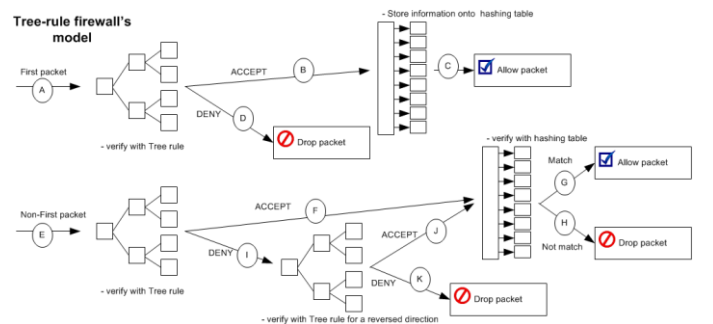 Tree-rule firewall's
model
- Store information onto hashing table
First packet
A
ACCEPT
B
C
Allow packet
DENY
D
Drop packet
- verify with Tree rule
- verify with hashing table
Match
Allow packet
G
Non-First packet
E
ACCEPT
F
J
ACCEPT
H
Not match
Drop packet
DENY
I
DENY
K
Drop packet
- verify with Tree rule
- verify with Tree rule for a reversed direction